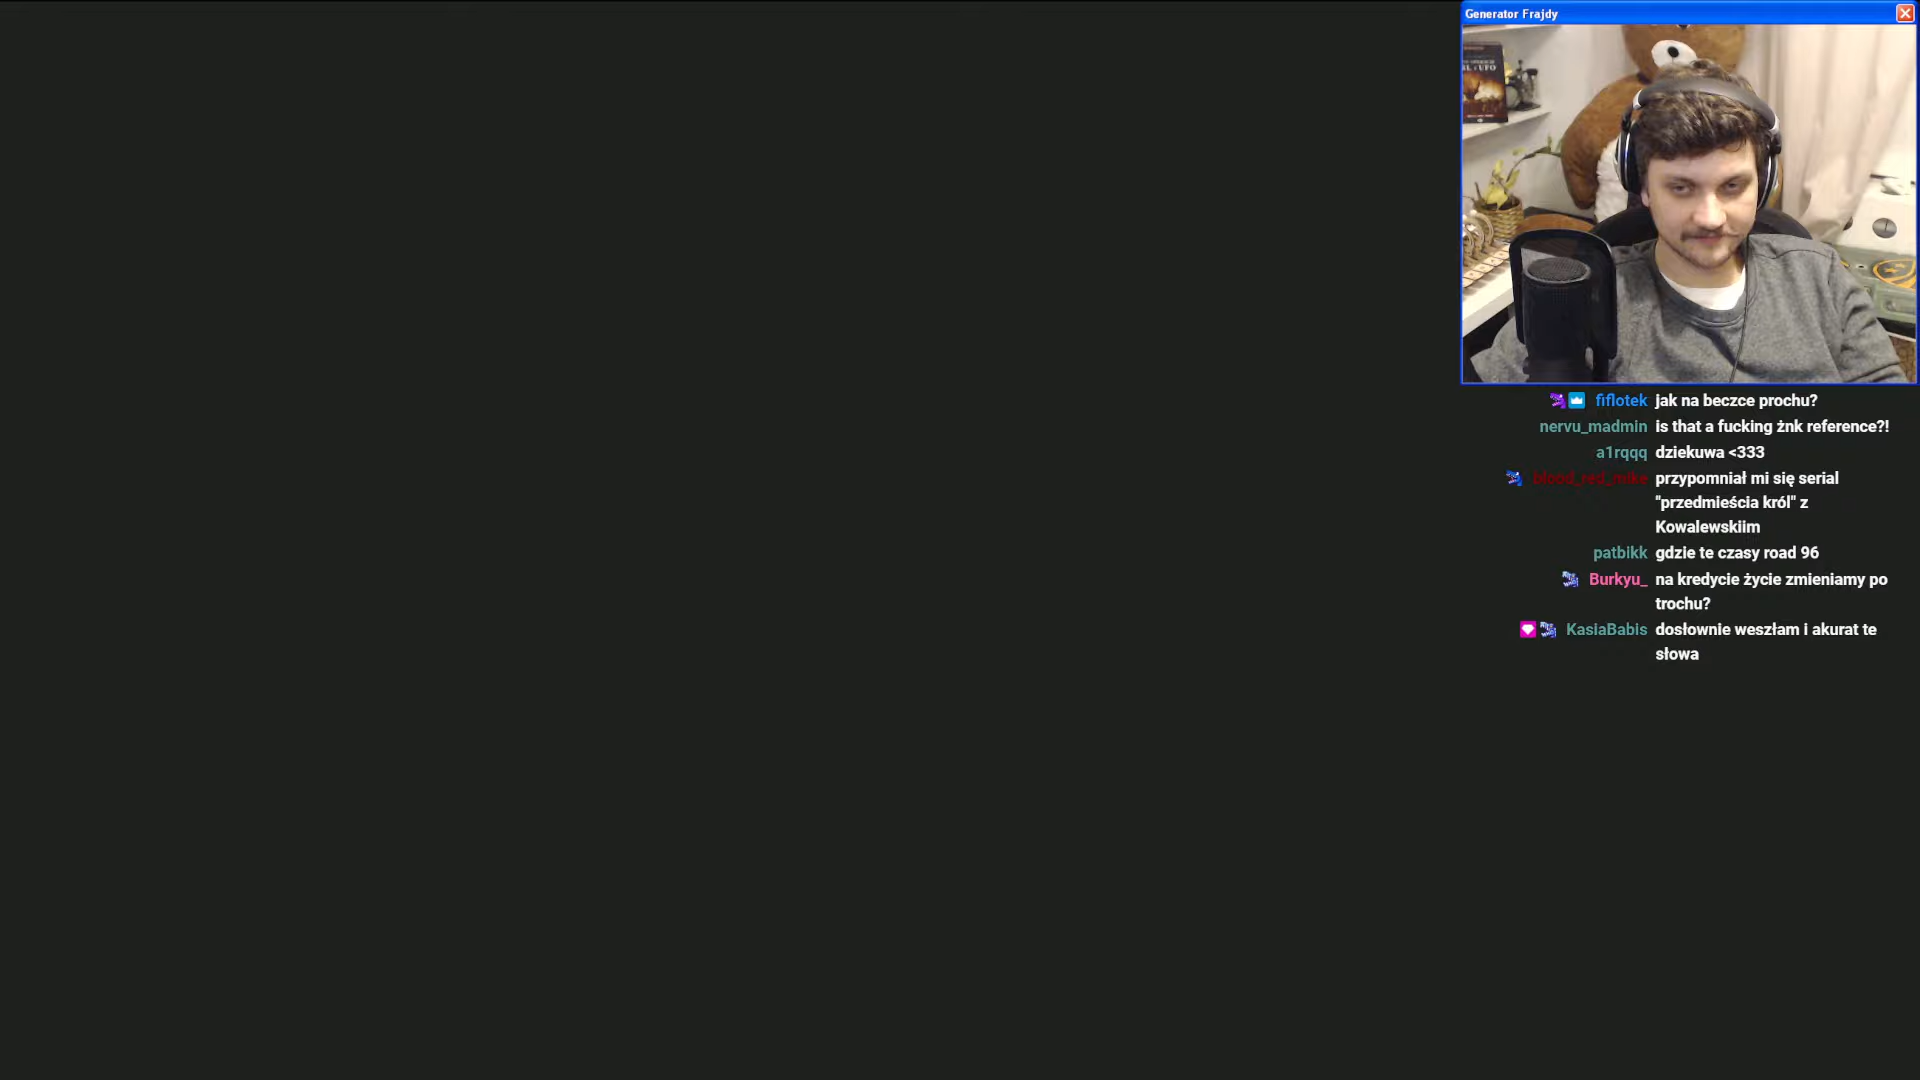 Generator Frajdy
fiflotek jak na beczce prochu?
nervu_madmin is that a fucking żnk reference?!
a1rqqq dziekuwa <333
blood_red_mike przypomniał mi się serial
"przedmieścia król" z
Kowalewskiim
patbikk gdzie te czasy road 96
Burkyu_ na kredycie życie zmieniamy po
trochu?
KasiaBabis dosłownie weszłam i akurat te
słowa